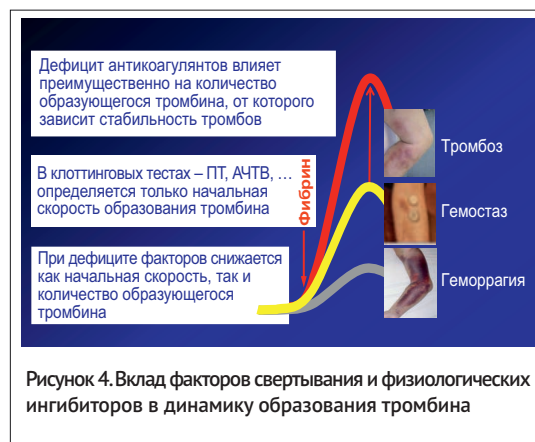 Дефицит антикоагулянтов влияет
преимущественно на количество
образующегося тромбина, от которого
зависит стабильность тромбов
В клоттинговых тестах – ПТ, АЧТВ, ...
определяется только начальная
скорость образования тромбина
При дефиците факторов снижается
как начальная скорость, так и
количество образующегося
тромбина
Фибрин
Тромбоз
Гемостаз
Геморрагия
Рисунок 4. Вклад факторов свертывания и физиологических
ингибиторов в динамику образования тромбина